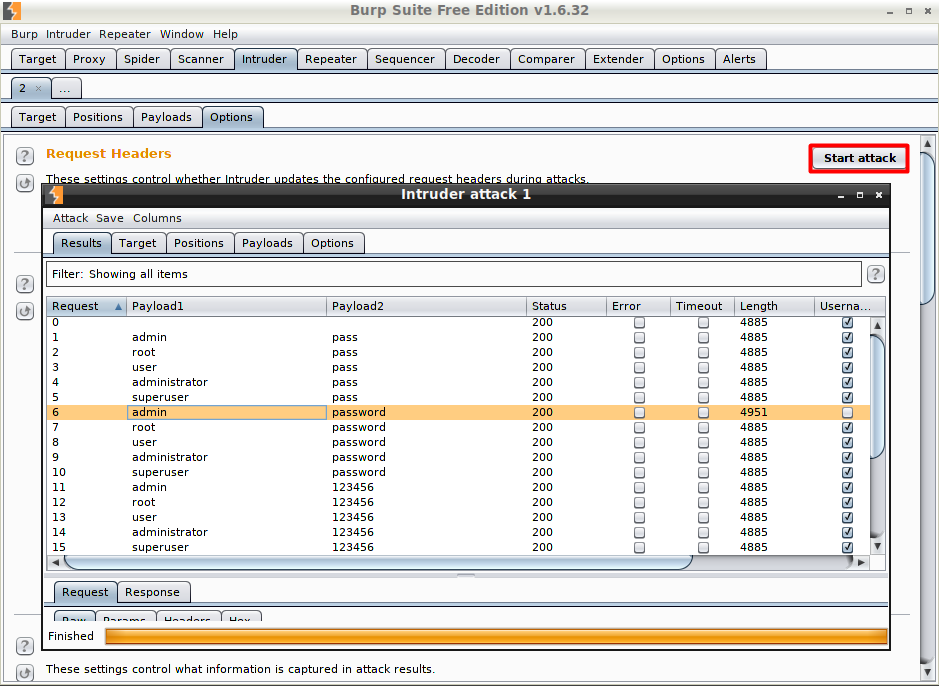 Burp Suite Free Edition v1.6.32
Burp Intruder Repeater Window Help
Target Proxy Spider Scanner Intruder Repeater Sequencer Decoder Comparer Extender Options Alerts
2 × ...
Target Positions Payloads Options
? Request Headers
Start attack
These settings control whether Intruder updates the configured request headers during attacks.
Intruder attack 1
Attack Save Columns
Results Target Positions Payloads Options
Filter: Showing all items ?
?
Request Payload1 Payload2 Status Error Timeout Length Userna...
0 200 4885
1 admin pass 200 4885
2 root pass 200 4885
3 user pass 200 4885
4 administrator pass 200 4885
5 superuser pass 200 4885
6 admin password 200 4951
7 root password 200 4885
8 user password 200 4885
9 administrator password 200 4885
10 superuser password 200 4885
11 admin 123456 200 4885
12 root 123456 200 4885
13 user 123456 200 4885
14 administrator 123456 200 4885
15 superuser 123456 200 4885
Request Response
Raw Params Headers Hex
Finished
?
These settings control what information is captured in attack results.